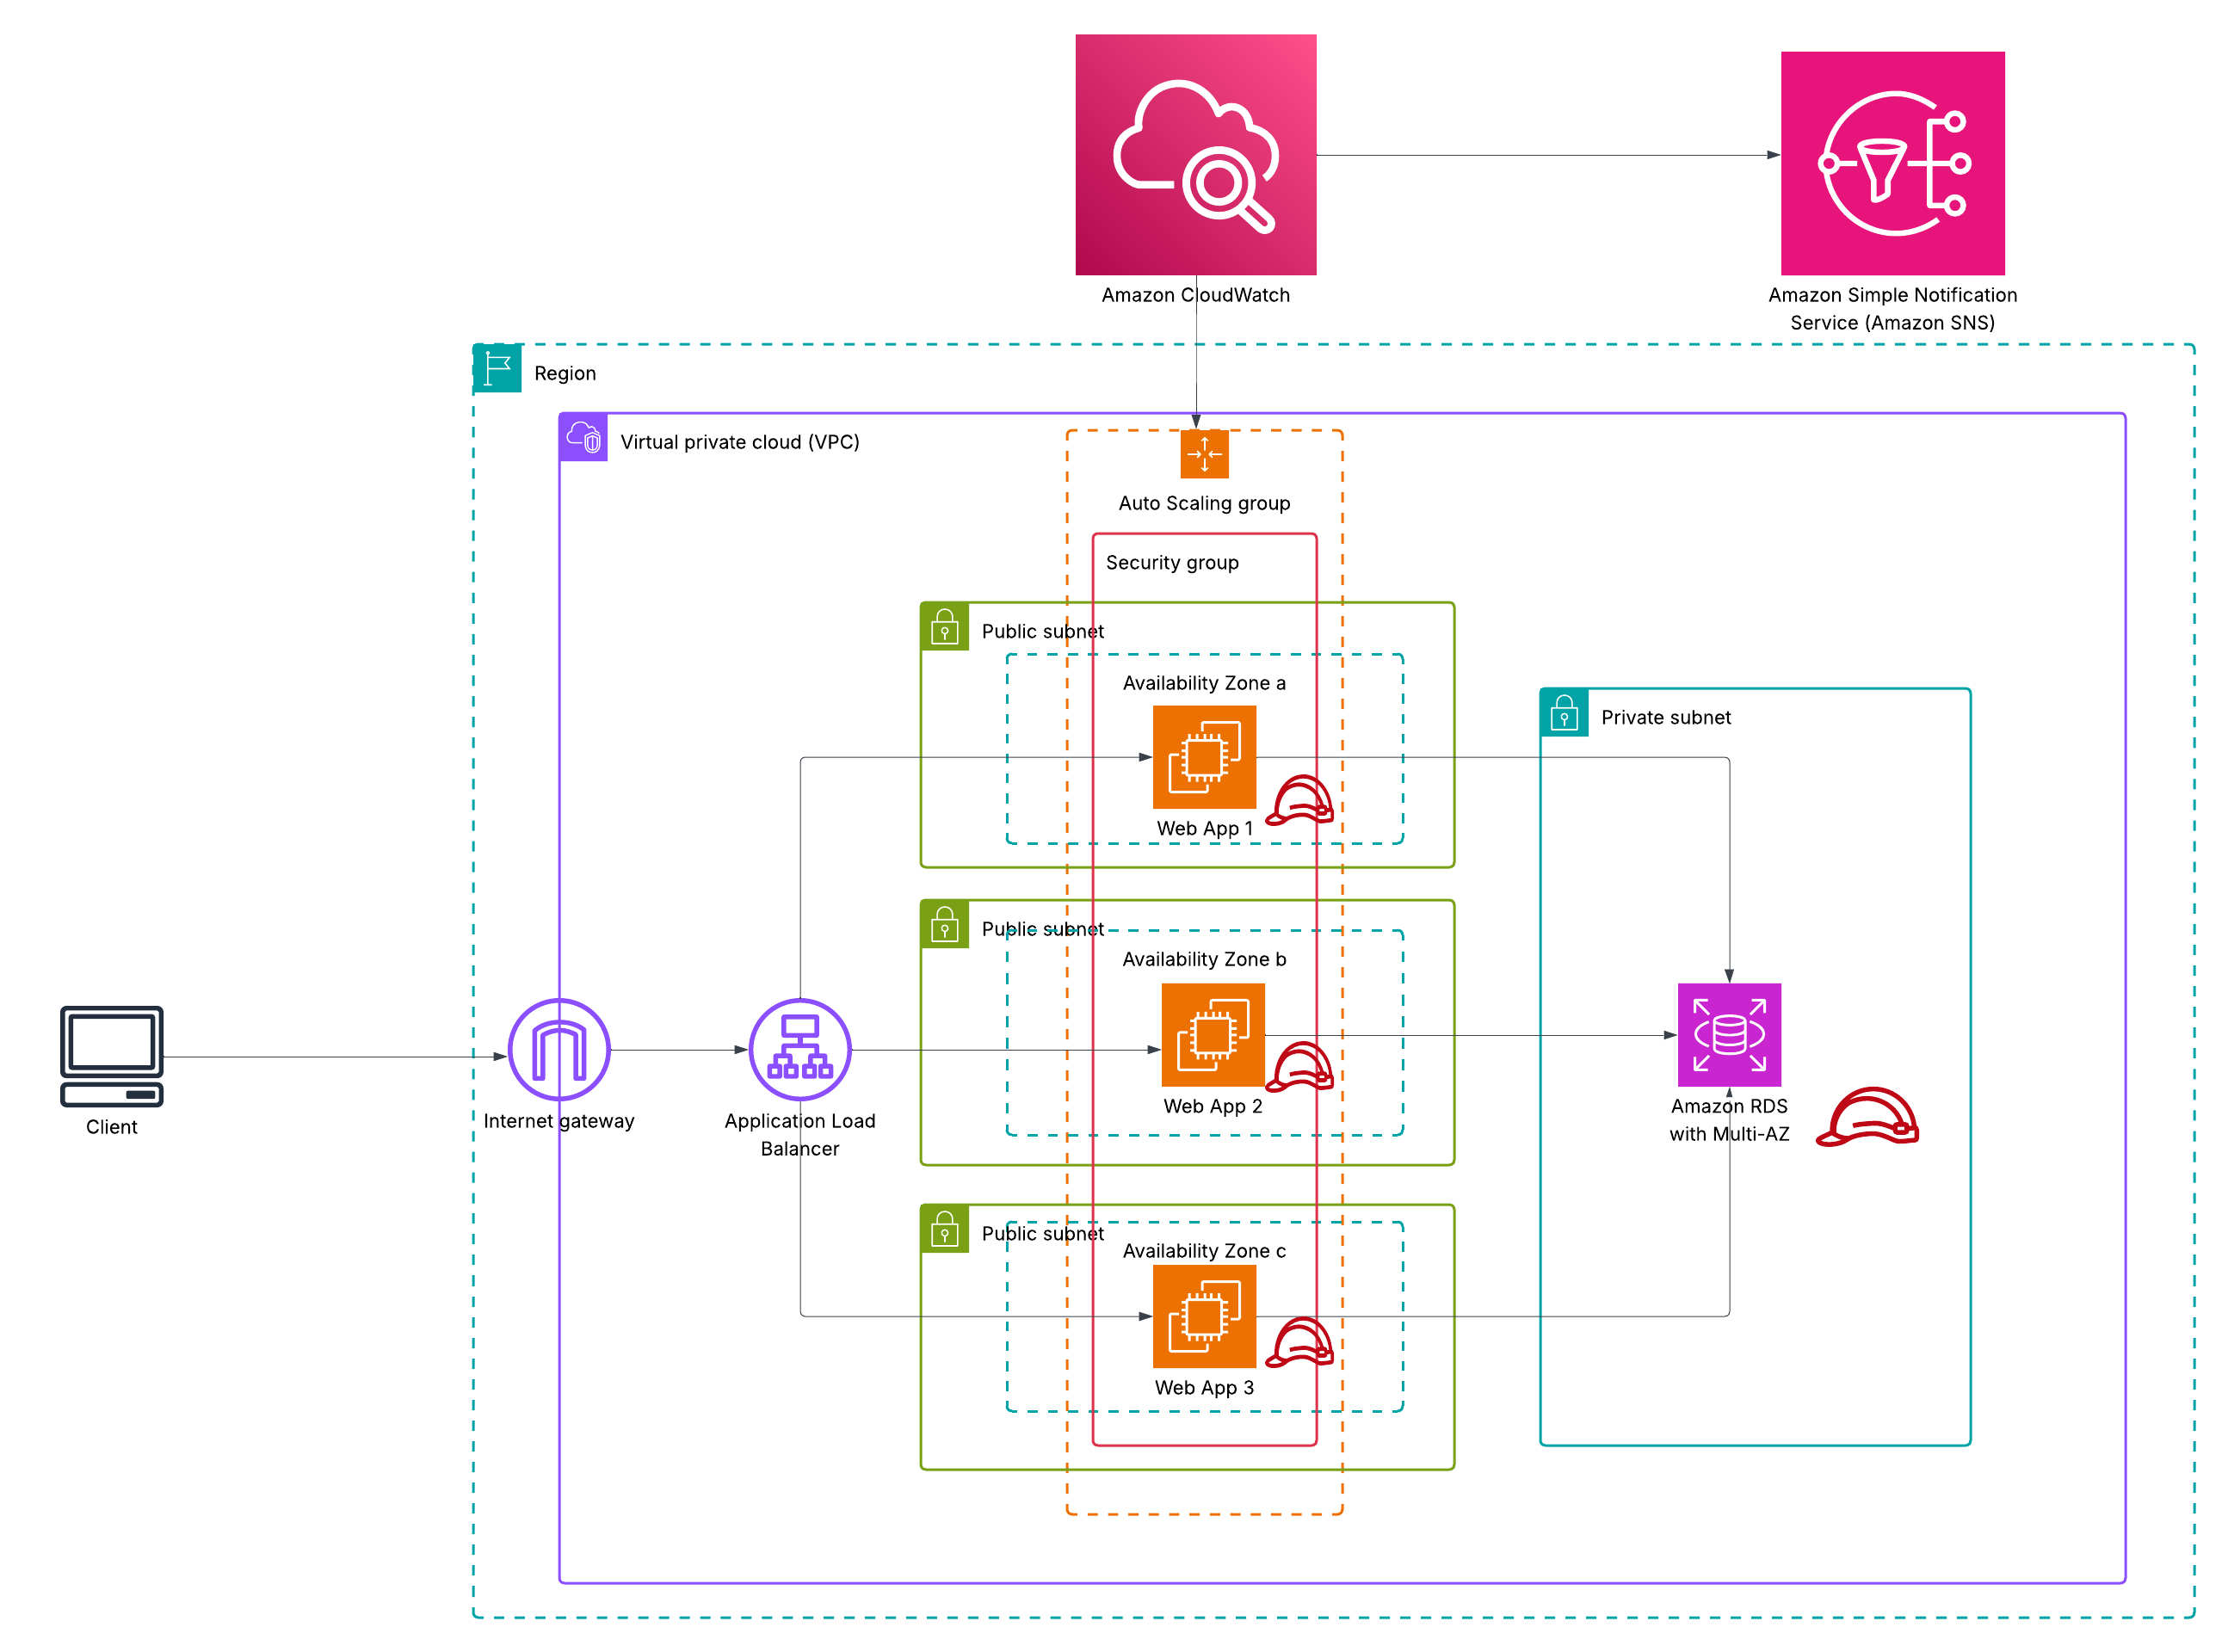 Amazon CloudWatch
Amazon Simple Notification
Service (Amazon SNS)
Region
Virtual private cloud (VPC)
Auto Scaling group
Security group
Public subnet
Availability Zone a
Web App 1
Private subnet
Public subnet
Availability Zone b
Web App 2
Client
Internet gateway
Application Load
Balancer
Amazon RDS
with Multi-AZ
Public subnet
Availability Zone c
Web App 3